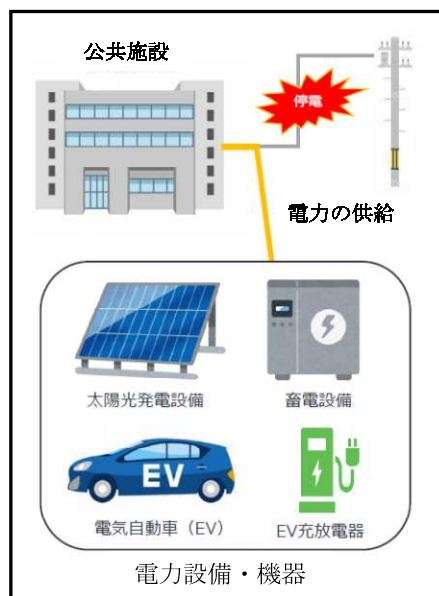 公共施設
停電
電力の供給
太陽光発電設備
畜電設備
EV
電気自動車（EV）
EV充放電器
電力設備・機器